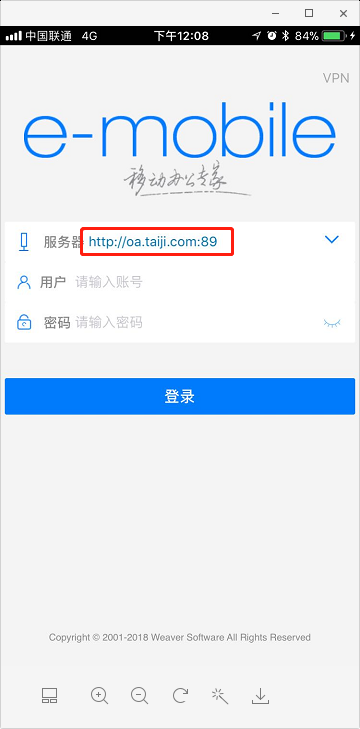 中国联通 4G 下午12:08 84%
VPN
e-mobile
移动办公专家
服务器 http://oa.taiji.com:89
用户 请输入账号
密码 请输入密码
登录
Copyright © 2001-2018 Weaver Software All Rights Reserved